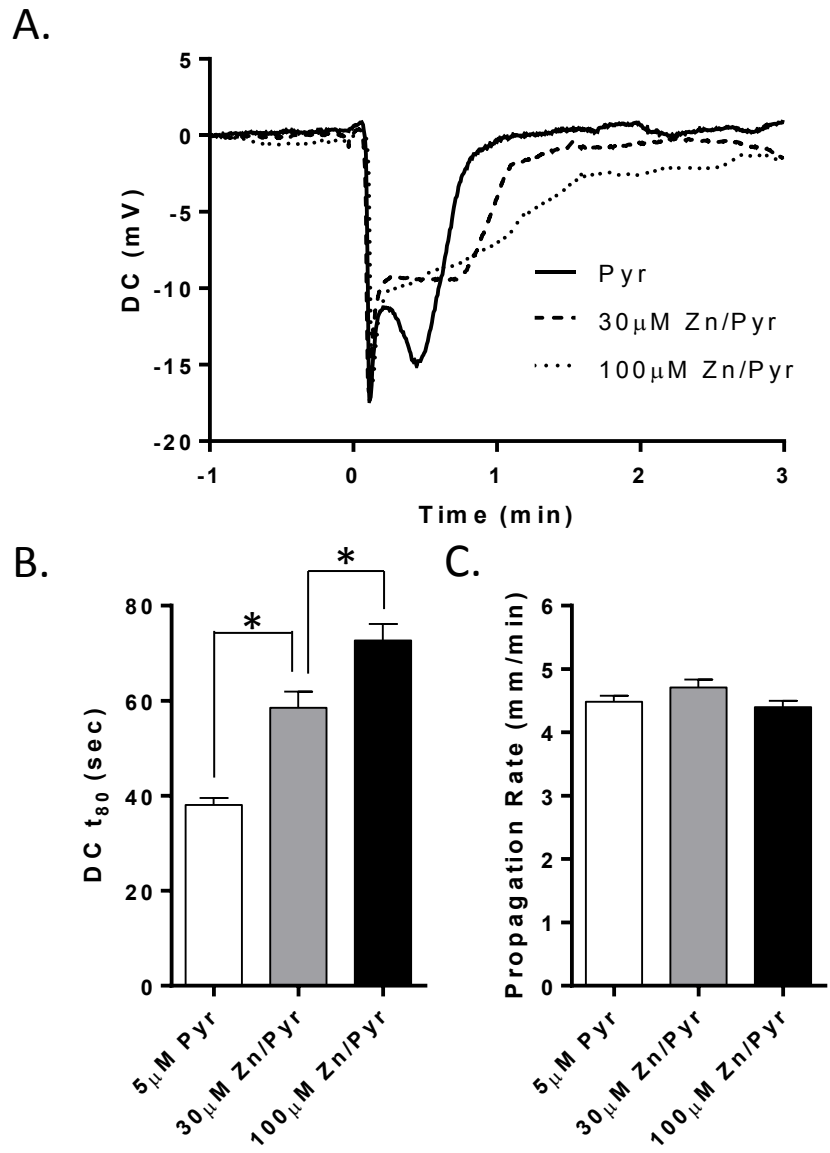 A.
5
0
-5
-10
-15
-20
DC (mV)
-1
0
1
2
3
Time (min)
Pyr
30μM Zn/Pyr
100μM Zn/Pyr
B.
*
*
80
60
40
20
0
DC t80 (sec)
5μM Pyr
30μM Zn/Pyr
100μM Zn/Pyr
C.
6
5
4
3
2
1
0
Propagation Rate (mm/min)
5μM Pyr
30μM Zn/Pyr
100μM Zn/Pyr